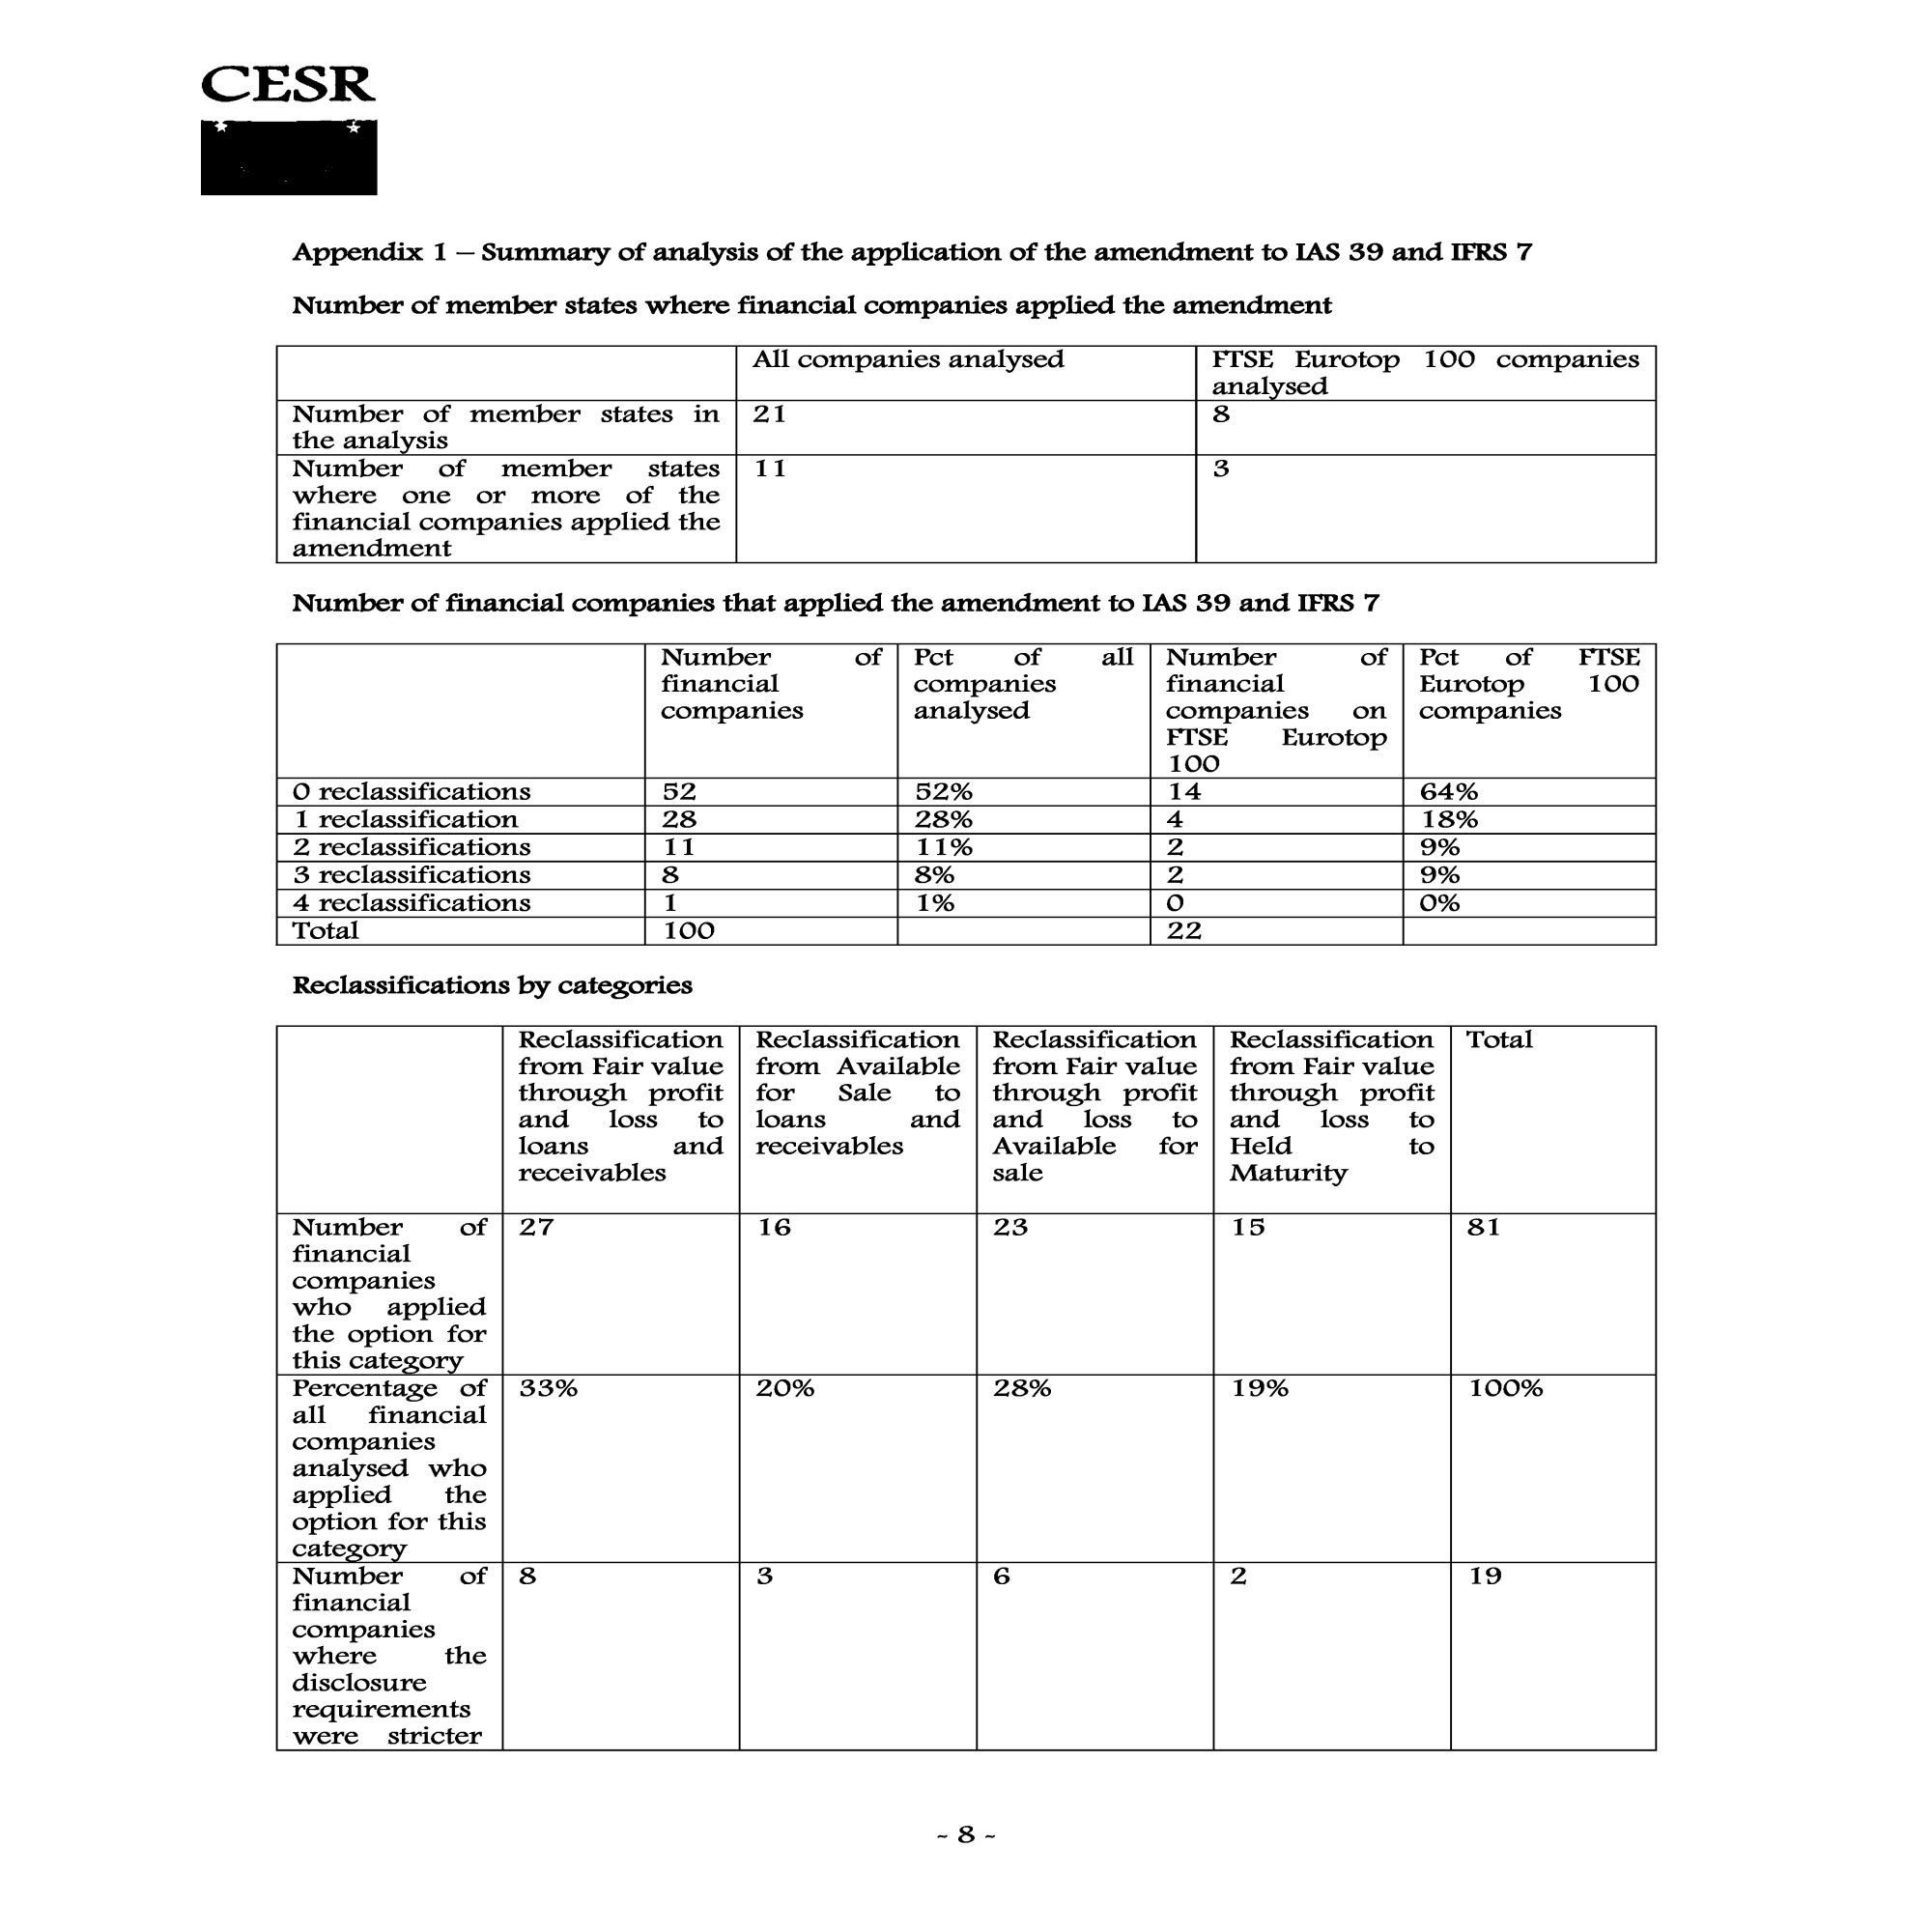 CESR
Appendix 1 – Summary of analysis of the application of the amendment to IAS 39 and IFRS 7
Number of member states where financial companies applied the amendment
All companies analysed
FTSE Eurotop 100 companies
analysed
Number of member states in
the analysis
21
8
Number of member states
where one or more of the
financial companies applied the
amendment
11
3
Number of financial companies that applied the amendment to IAS 39 and IFRS 7
Number of
financial
companies
Pct of all
companies
analysed
Number of
financial
companies on
FTSE Eurotop
100
Pct of FTSE
Eurotop 100
companies
0 reclassifications 52 52% 14 64%
1 reclassification 28 28% 4 18%
2 reclassifications 11 11% 2 9%
3 reclassifications 8 8% 2 9%
4 reclassifications 1 1% 0 0%
Total 100 22
Reclassifications by categories
Reclassification
from Fair value
through profit
and loss to
loans and
receivables
Reclassification
from Available
for Sale to
loans and
receivables
Reclassification
from Fair value
through profit
and loss to
Available for
sale
Reclassification
from Fair value
through profit
and loss to
Held to
Maturity
Total
Number of
financial
companies
who applied
the option for
this category
27
16
23
15
81
Percentage of
all financial
companies
analysed who
applied the
option for this
category
33%
20%
28%
19%
100%
Number of
financial
companies
where the
disclosure
requirements
were stricter
8
3
6
2
19
~ 8 ~